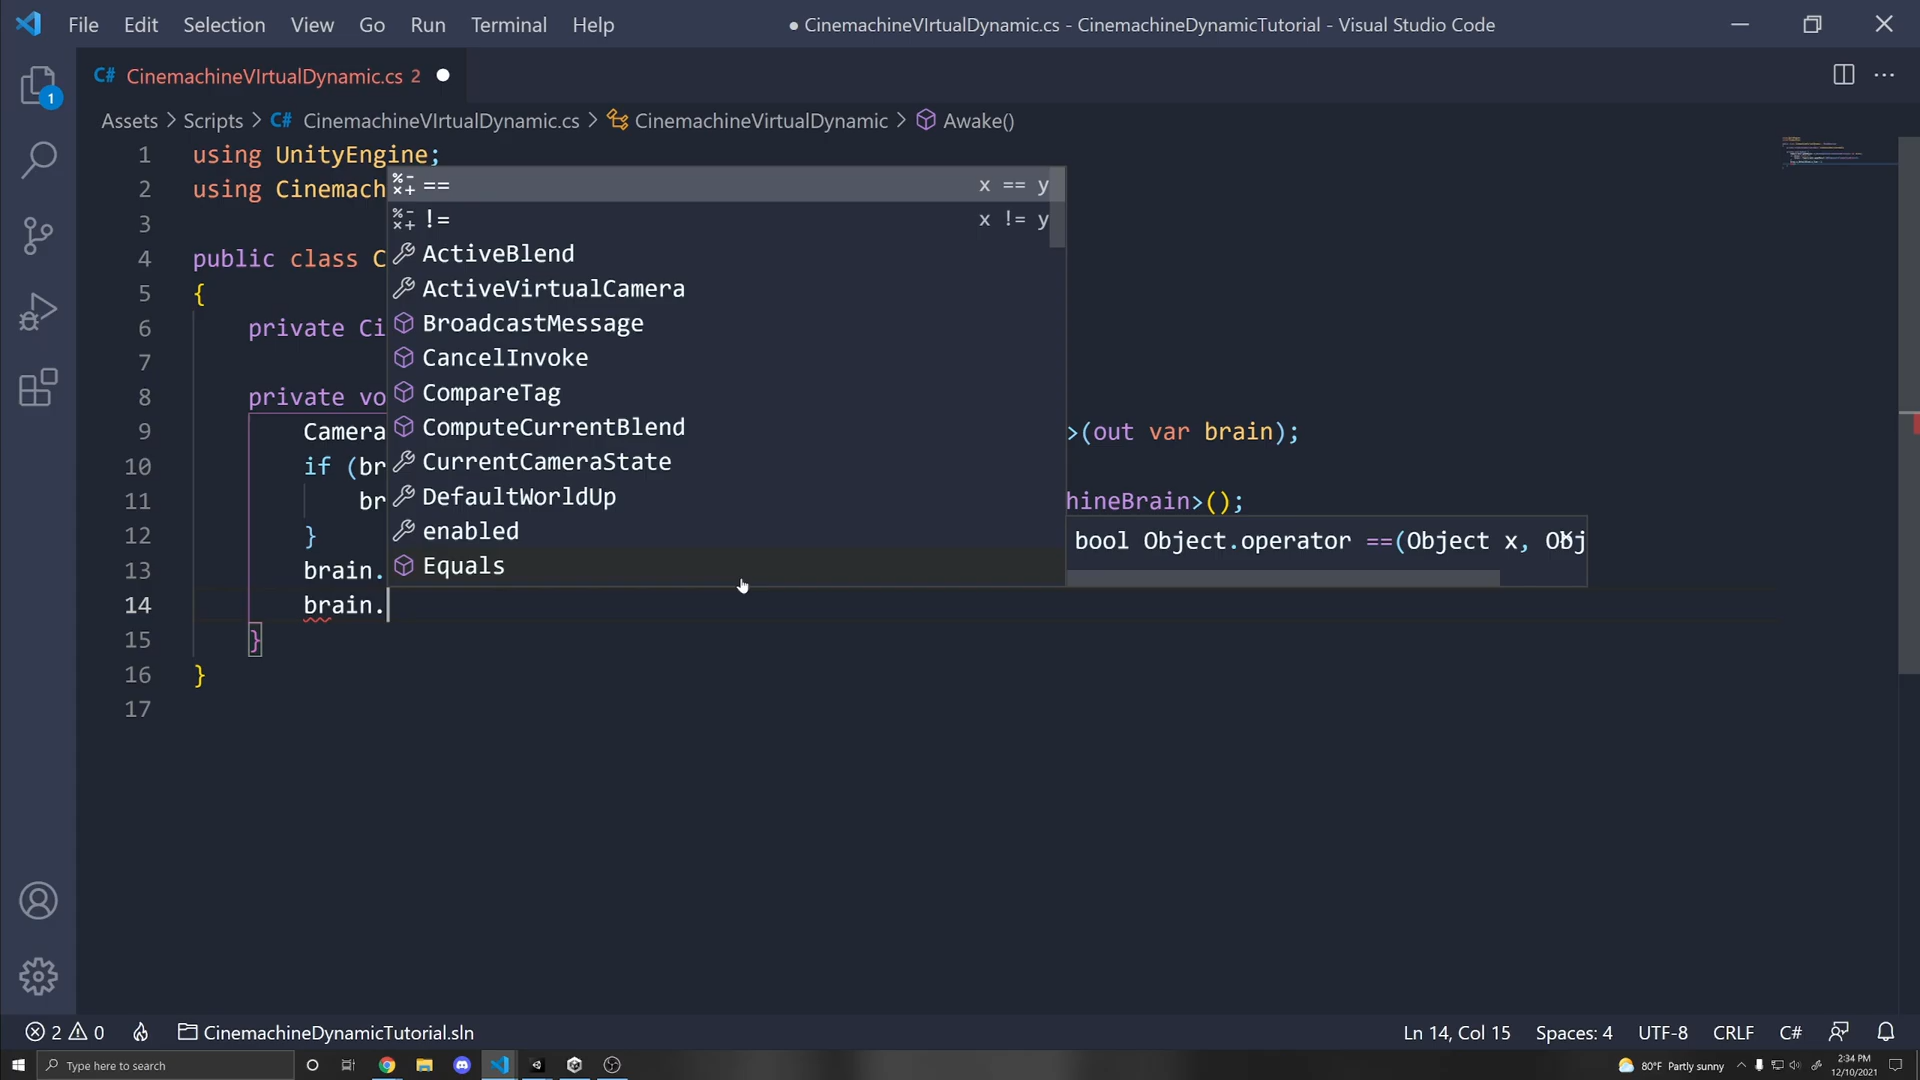 File Edit Selection View Go Run Terminal Help ● CinemachineVIrtualDynamic.cs - CinemachineDynamicTutorial - Visual Studio Code
C# CinemachineVIrtualDynamic.cs 2
1
Assets > Scripts > C# CinemachineVIrtualDynamic.cs > CinemachineVirtualDynamic > Awake()
1 using UnityEngine;
2 using Cinemach
== x == y
!= x != y
ActiveBlend
ActiveVirtualCamera
BroadcastMessage
CancelInvoke
CompareTag
ComputeCurrentBlend
CurrentCameraState
DefaultWorldUp
enabled
Equals
bool Object.operator ==(Object x, Obj
3
4 public class C
5 {
6 private Ci
7
8 private vo
9 Camera >(out var brain);
10 if (br
11 br hineBrain>();
12 }
13 brain.
14 brain.
15 }
16 }
17
2 0 CinemachineDynamicTutorial.sln Ln 14, Col 15 Spaces: 4 UTF-8 CRLF C#
Type here to search 80°F Partly sunny 2:34 PM
12/10/2021